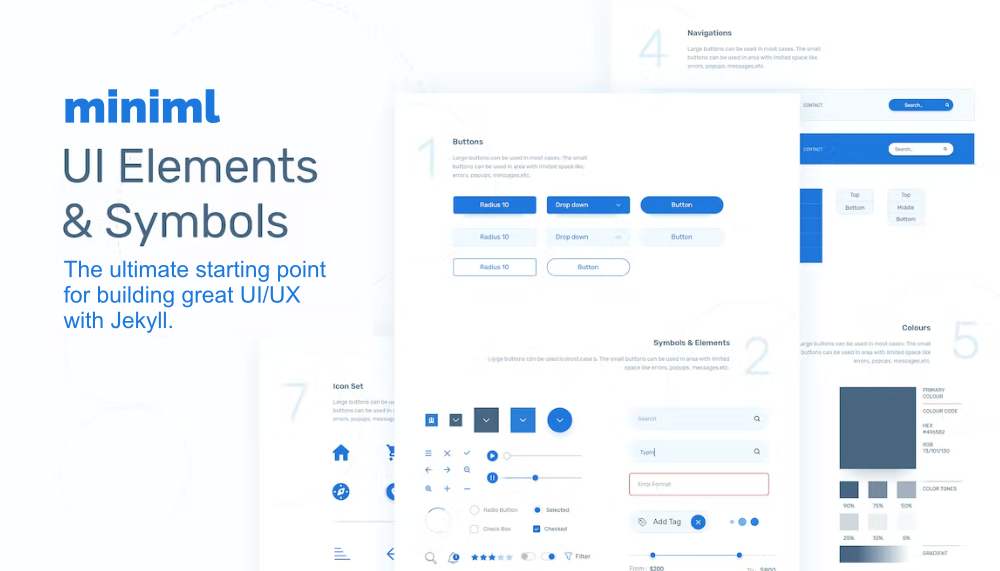 miniml
UI Elements
& Symbols
The ultimate starting point
for building great UI/UX
with Jekyll.
4
Navigations
Large buttons can be used in most cases. The small
buttons can be used in area with limited space like
errors, popups, messages,etc.
CONTACT
Search...
CONTACT
Search...
Top
Bottom
Top
Middle
Bottom
1
Buttons
Large buttons can be used in most cases. The small
buttons can be used in area with limited space like
errors, popups, messages,etc.
Radius 10
Drop down
Button
Radius 10
Drop down
Button
Radius 10
Button
Symbols & Elements
2
Large buttons can be used in most cases. The small buttons can be used in area with limited
space like errors, popups, messages,etc.
Search
Typing
Error Format
Add Tag
Radio Button
Selected
Check Box
Checked
Filter
From : $200
$800
7
Icon Set
Large buttons can be used in
buttons can be used in
errors, popups, messages
Colours
5
Large buttons can be used in most cases. The small
buttons can be used in area with limited space like
errors, popups, messages,etc.
PRIMARY
COLOUR
COLOUR CODE
HEX
#496582
RGB
73/101/130
COLOR TONES
90%
75%
50%
25%
10%
5%
GRADIENT